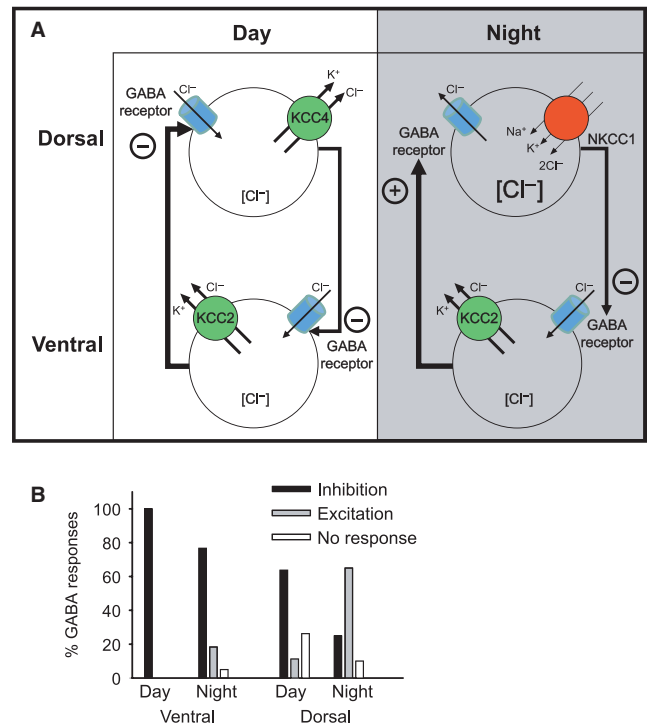 A
Day
Night
Dorsal
Ventral
GABA
receptor
Cl⁻
K⁺
Cl⁻
KCC4
−
[Cl⁻]
K⁺
Cl⁻
KCC2
Cl⁻
−
GABA
receptor
[Cl⁻]
Cl⁻
GABA
receptor
+
Na⁺
K⁺
2Cl⁻
NKCC1
[Cl⁻]
−
K⁺
Cl⁻
KCC2
Cl⁻
GABA
receptor
[Cl⁻]
B
Inhibition
Excitation
No response
% GABA responses
100
80
60
40
20
0
Day Night Day Night
Ventral Dorsal